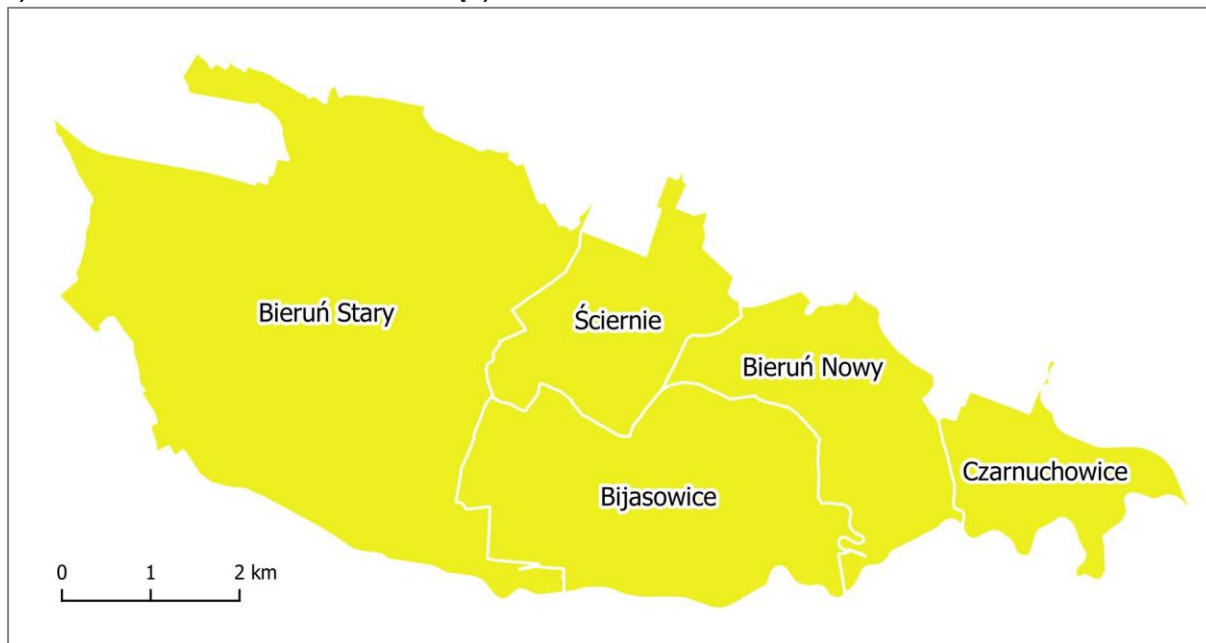 Bieruń Stary
Ściernie
Bieruń Nowy
Czarnuchowice
Bijasowice
0 1 2 km